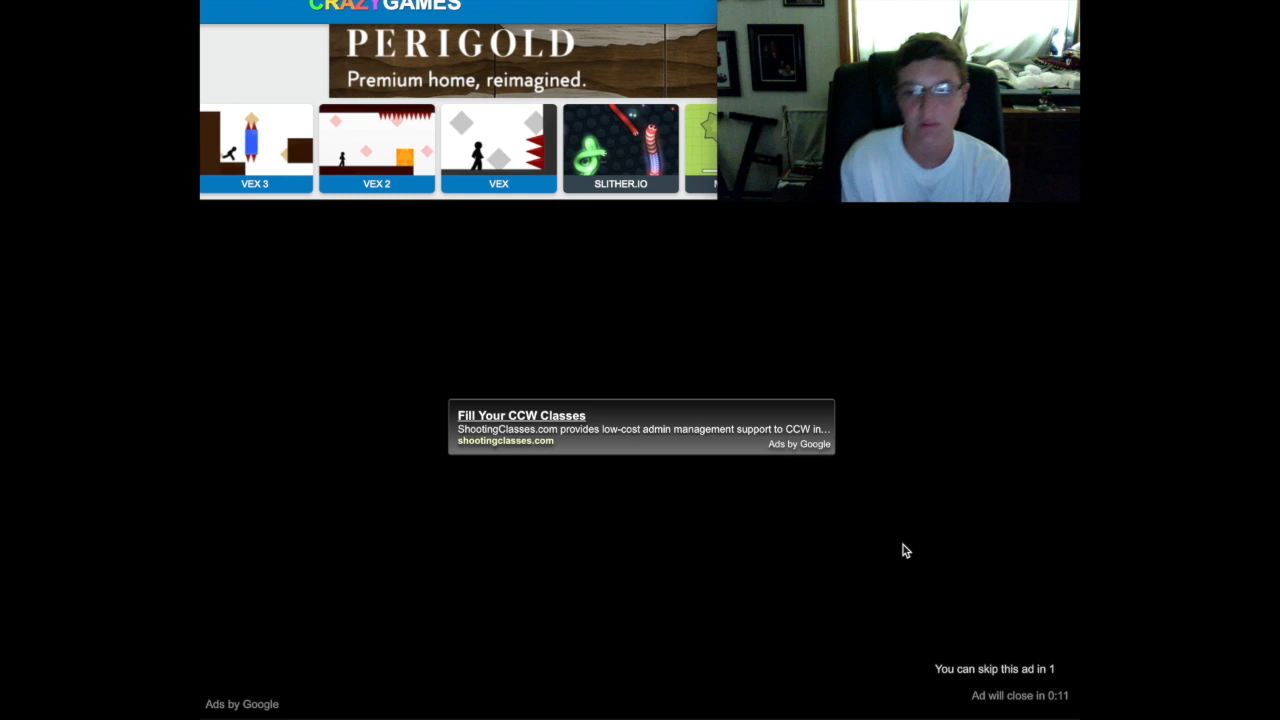 CRAZYGAMES
PERIGOLD
Premium home, reimagined.
VEX 3
VEX 2
VEX
SLITHER.IO
Fill Your CCW Classes
ShootingClasses.com provides low-cost admin management support to CCW in...
shootingclasses.com
Ads by Google
You can skip this ad in 1
Ad will close in 0:11
Ads by Google